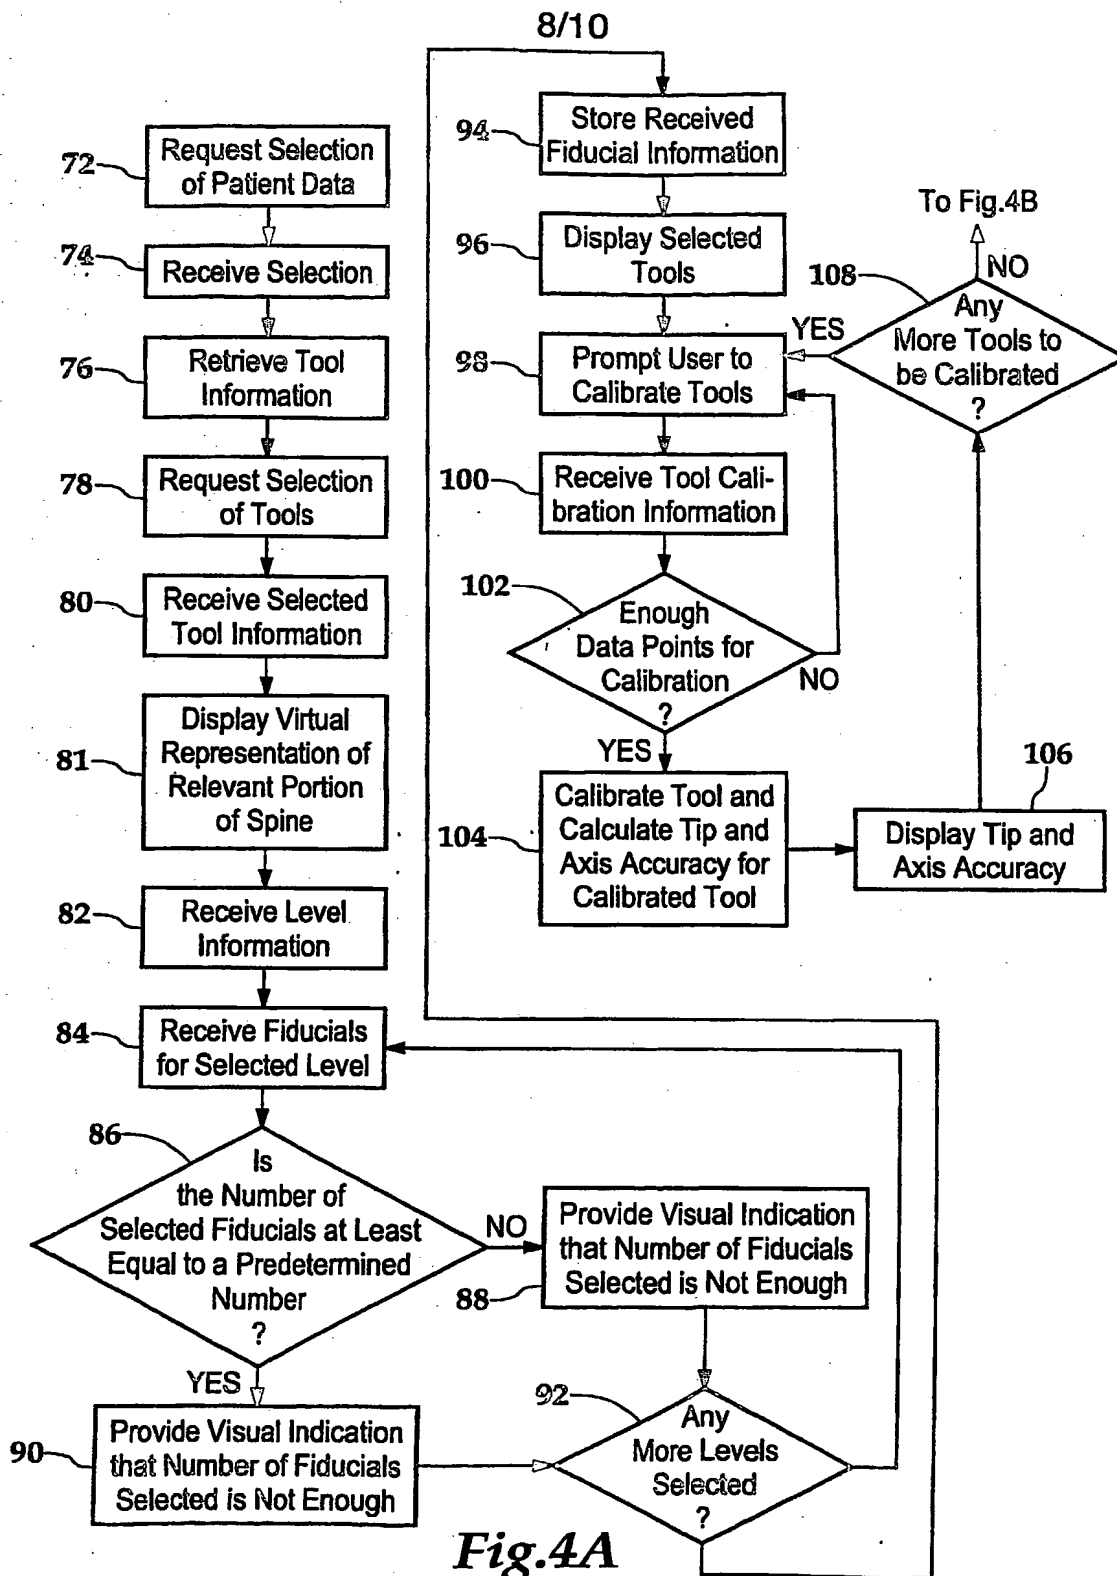 8/10
72
Request Selection
of Patient Data
74
Receive Selection
76
Retrieve Tool
Information
78
Request Selection
of Tools
80
Receive Selected
Tool Information
81
Display Virtual
Representation of
Relevant Portion
of Spine
82
Receive Level
Information
84
Receive Fiducials
for Selected Level
86
Is
the Number of
Selected Fiducials at Least
Equal to a Predetermined
Number
?
NO
YES
88
Provide Visual Indication
that Number of Fiducials
Selected is Not Enough
90
Provide Visual Indication
that Number of Fiducials
Selected is Not Enough
92
Any
More Levels
Selected
?
94
Store Received
Fiducial Information
96
Display Selected
Tools
98
Prompt User to
Calibrate Tools
100
Receive Tool Cali-
bration Information
102
Enough
Data Points for
Calibration
?
NO
YES
104
Calibrate Tool and
Calculate Tip and
Axis Accuracy for
Calibrated Tool
106
Display Tip and
Axis Accuracy
108
Any
More Tools to
be Calibrated
?
YES
NO
To Fig.4B
Fig.4A